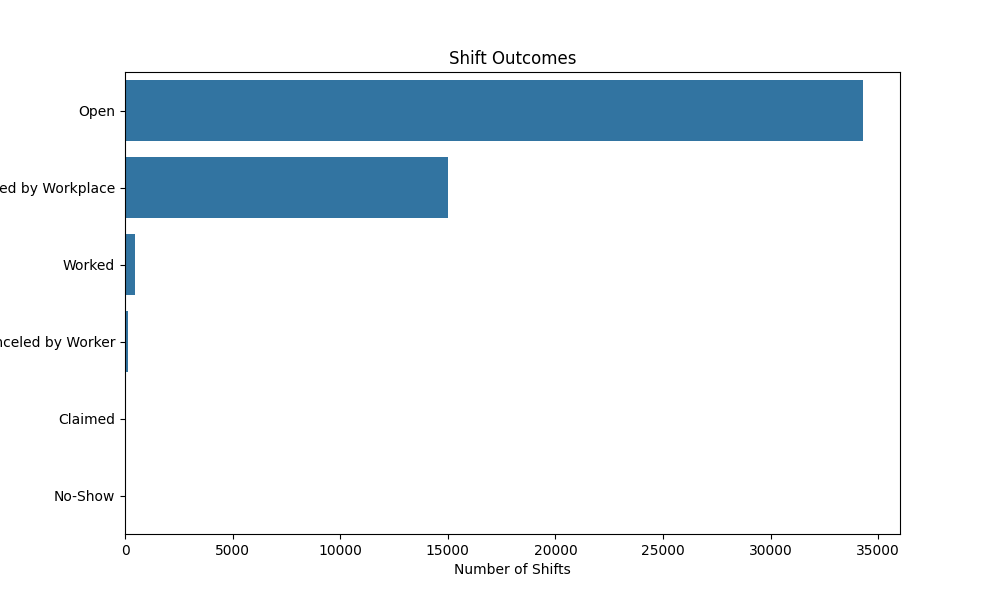 Shift Outcomes
Open
ed by Workplace
Worked
nceled by Worker
Claimed
No-Show
0 5000 10000 15000 20000 25000 30000 35000
Number of Shifts